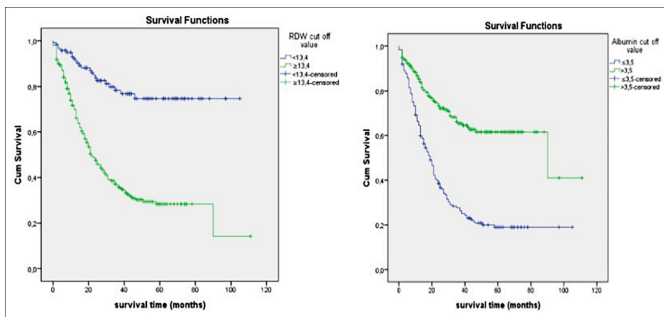 Survival Functions
RDW cut off
value
<13,4
≥13,4
<13,4-censored
≥13,4-censored
Cum Survival
1,0
0,8
0,6
0,4
0,2
0,0
0 20 40 60 80 100 120
survival time (months)
Survival Functions
Albumin cut off
value
≤3,5
>3,5
≤3,5-censored
>3,5-censored
Cum Survival
1,0
0,8
0,6
0,4
0,2
0,0
0 20 40 60 80 100 120
survival time (months)